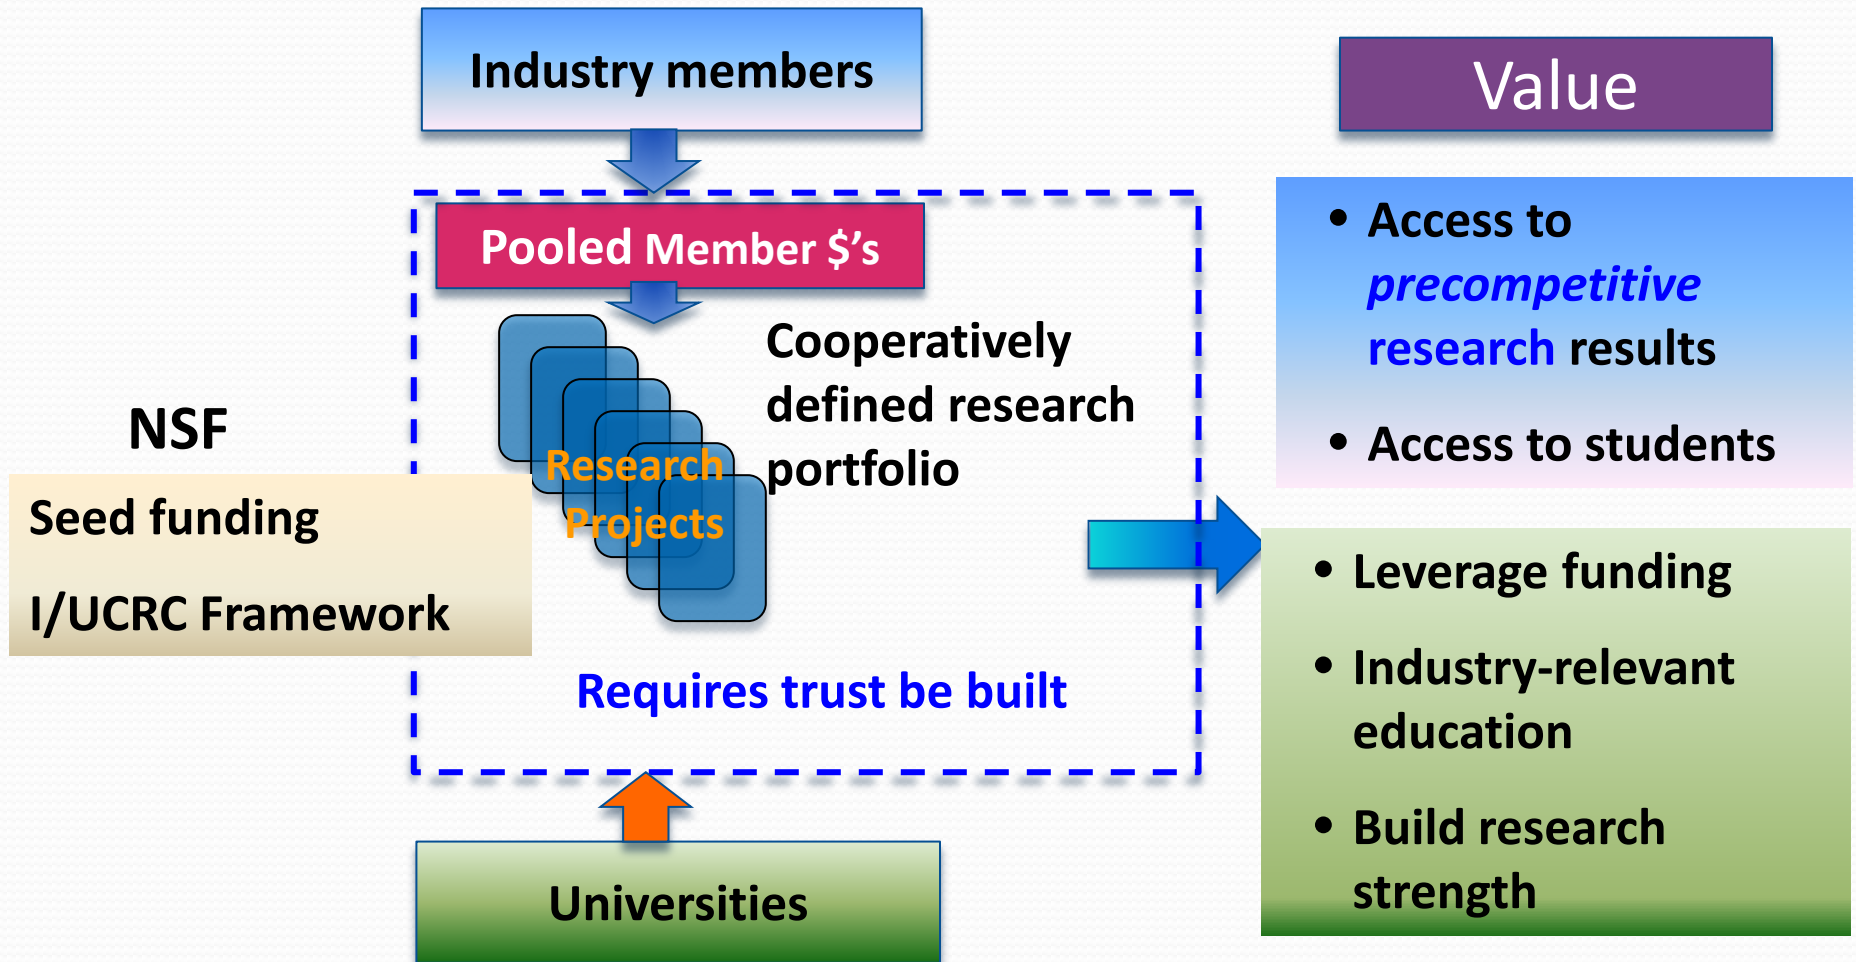 Industry members
Pooled Member $’s
Cooperatively
defined research
portfolio
Research
Projects
NSF
Seed funding
I/UCRC Framework
Requires trust be built
Universities
Value
• Access to
precompetitive
research results
• Access to students
• Leverage funding
• Industry-relevant
education
• Build research
strength